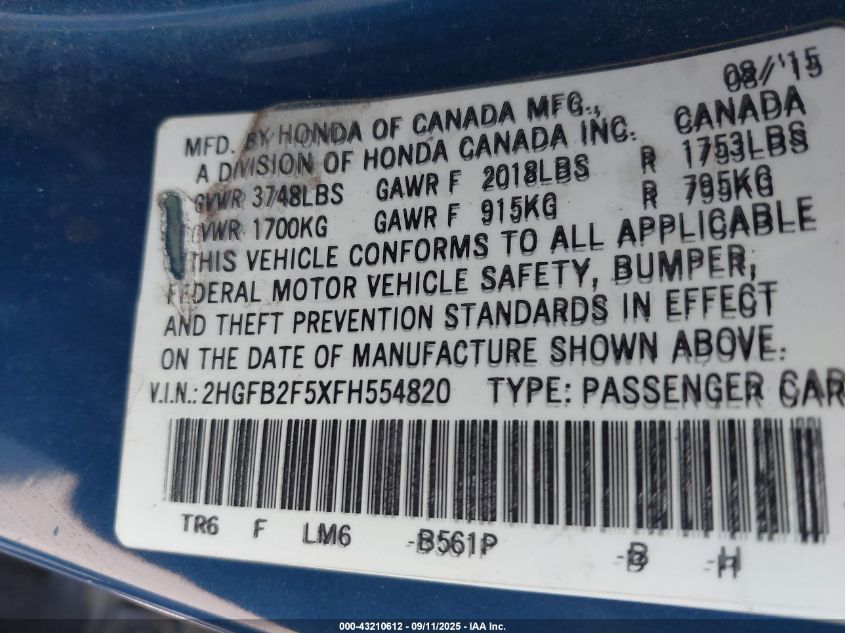 08/'15
MFD. BY HONDA OF CANADA MFG., CANADA
A DIVISION OF HONDA CANADA INC.
GVWR 3748LBS GAWR F 2018LBS R 1753LBS
GVWR 1700KG GAWR F 915KG R 795KG
THIS VEHICLE CONFORMS TO ALL APPLICABLE
FEDERAL MOTOR VEHICLE SAFETY, BUMPER,
AND THEFT PREVENTION STANDARDS IN EFFECT
ON THE DATE OF MANUFACTURE SHOWN ABOVE.
V.I.N.: 2HGFB2F5XFH554820 TYPE: PASSENGER CAR
TR6 F LM6 -B561P -B -H
000-43210612 - 09/11/2025 - IAA Inc.